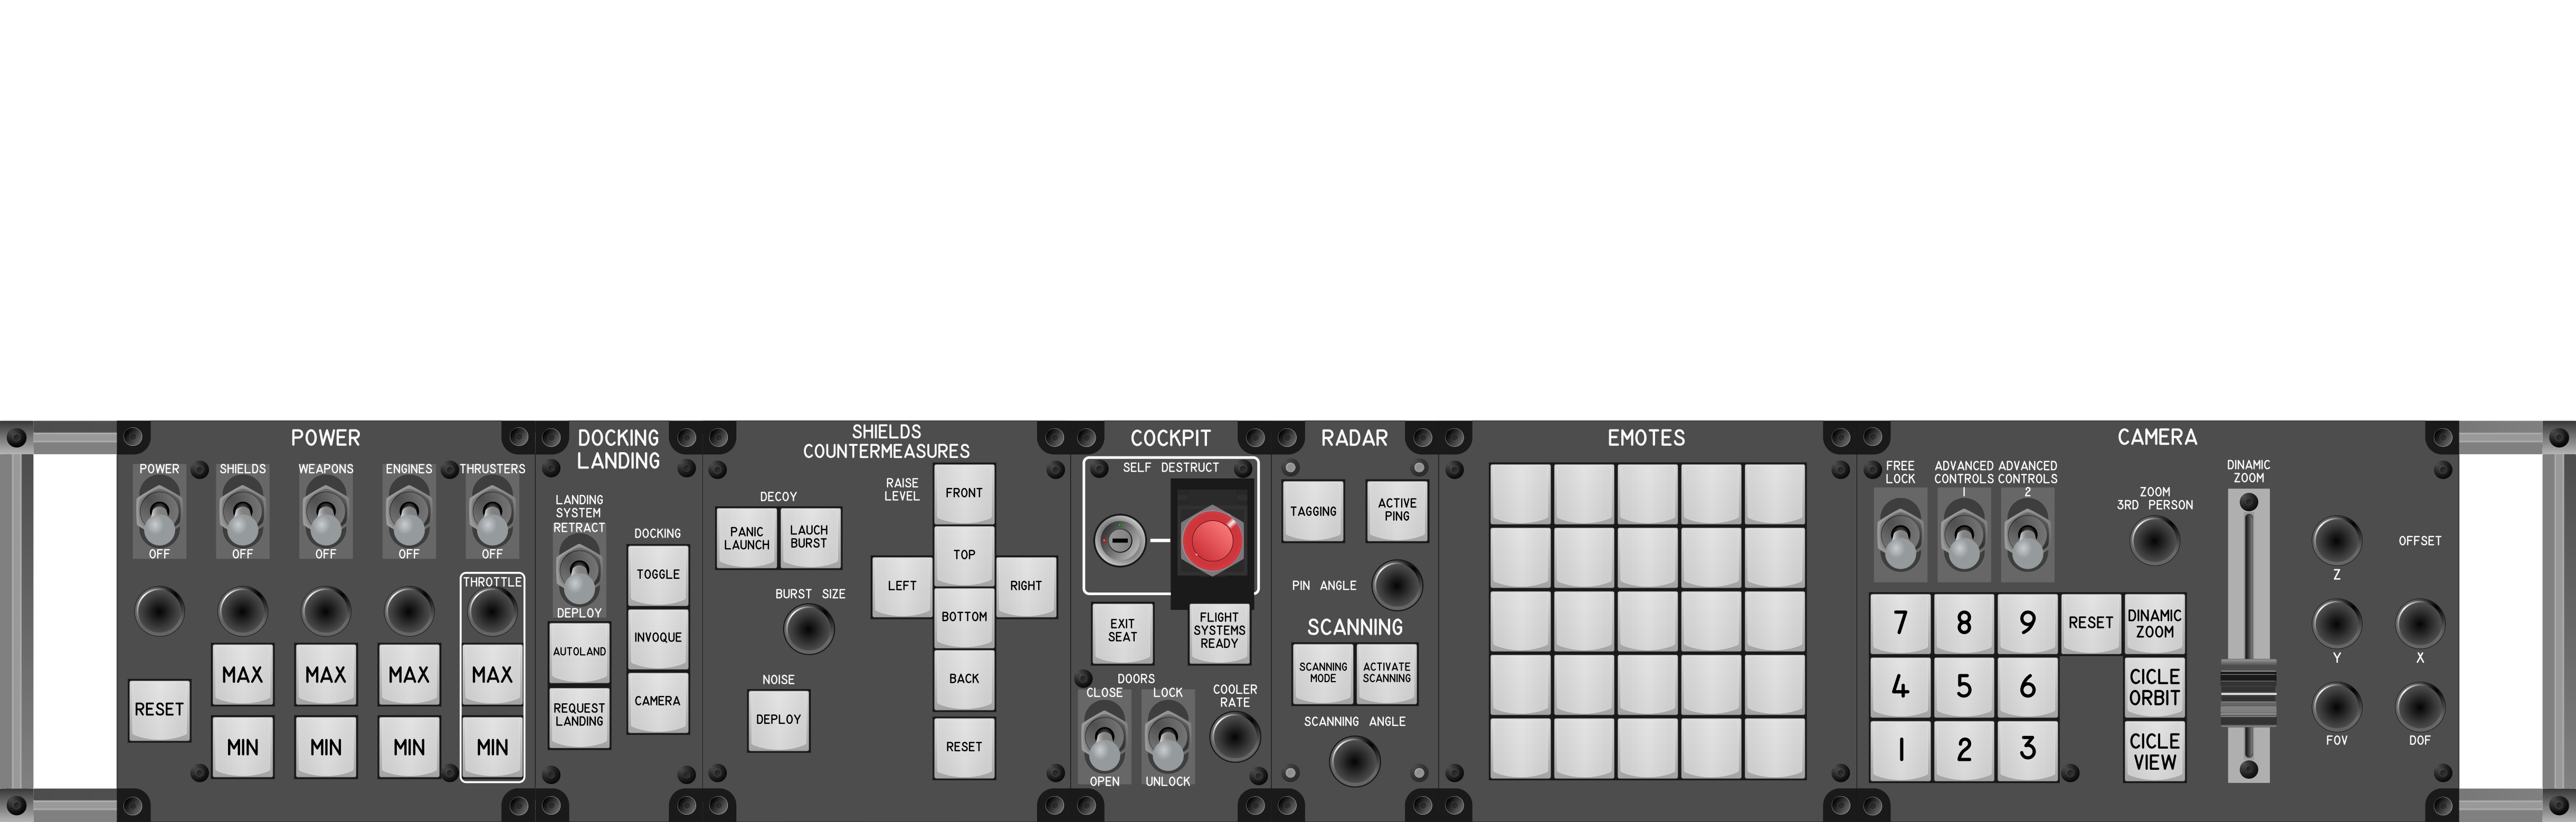 POWER
POWER
OFF
SHIELDS
OFF
WEAPONS
OFF
ENGINES
OFF
THRUSTERS
OFF
THROTTLE
RESET
MAX
MAX
MAX
MAX
MIN
MIN
MIN
MIN
DOCKING
LANDING
LANDING
SYSTEM
RETRACT
DEPLOY
AUTOLAND
REQUEST
LANDING
DOCKING
TOGGLE
INVOQUE
CAMERA
SHIELDS
COUNTERMEASURES
DECOY
PANIC
LAUNCH
LAUCH
BURST
BURST SIZE
NOISE
DEPLOY
RAISE
LEVEL
FRONT
TOP
LEFT
RIGHT
BOTTOM
BACK
RESET
COCKPIT
SELF DESTRUCT
EXIT
SEAT
FLIGHT
SYSTEMS
READY
DOORS
CLOSE
OPEN
LOCK
UNLOCK
COOLER
RATE
RADAR
TAGGING
ACTIVE
PING
PIN ANGLE
SCANNING
SCANNING
MODE
ACTIVATE
SCANNING
SCANNING ANGLE
EMOTES
CAMERA
FREE
LOCK
ADVANCED
CONTROLS
1
ADVANCED
CONTROLS
2
ZOOM
3RD PERSON
7
8
9
RESET
DINAMIC
ZOOM
4
5
6
CICLE
ORBIT
1
2
3
CICLE
VIEW
DINAMIC
ZOOM
OFFSET
Z
Y
X
FOV
DOF